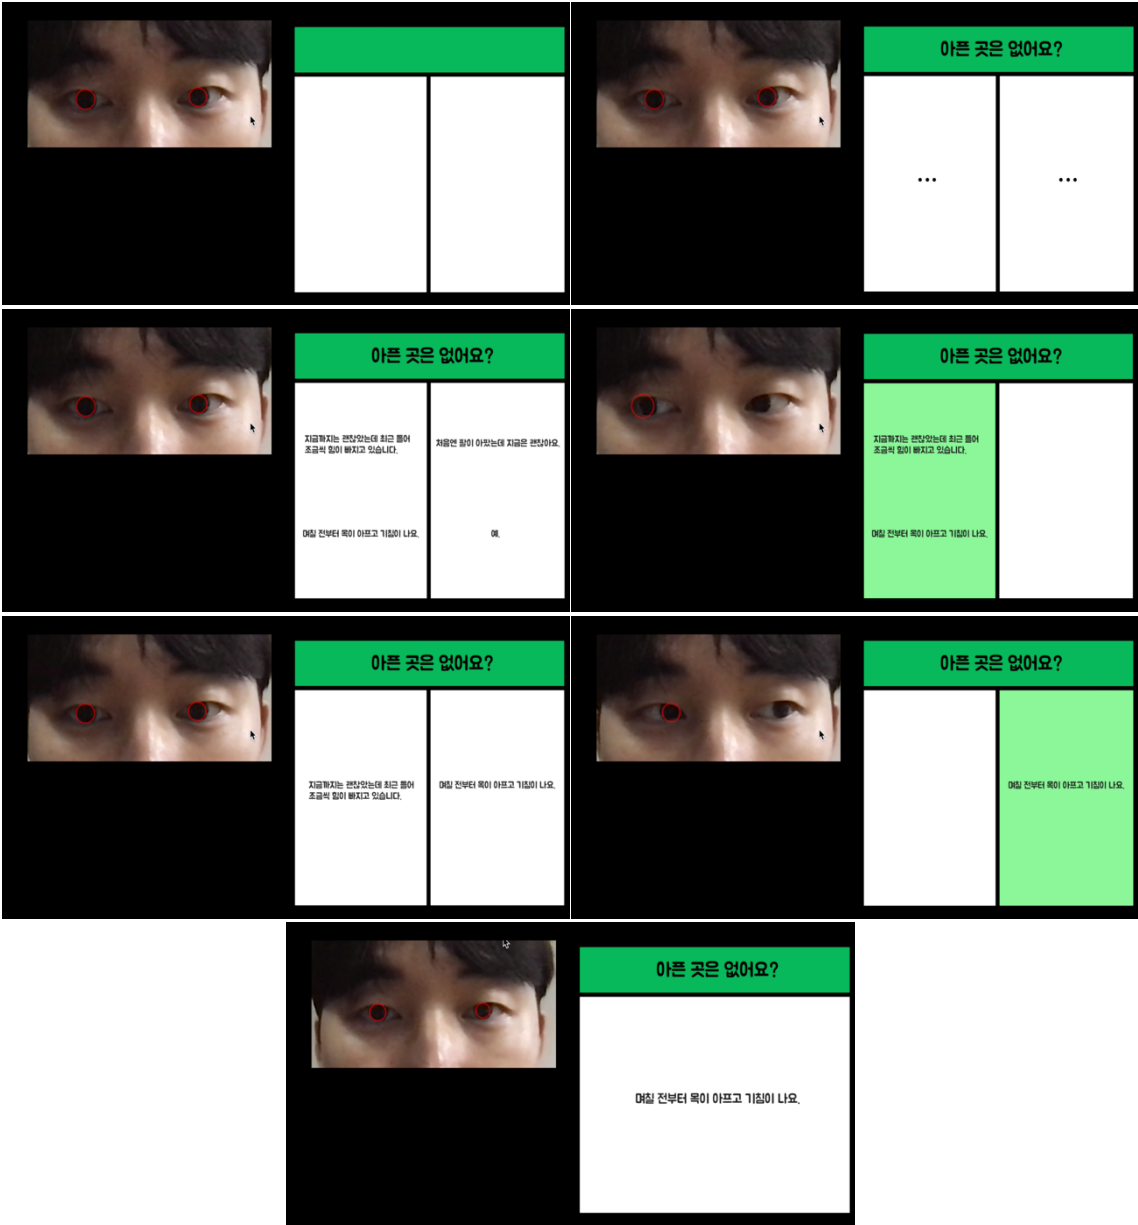 아픈 곳은 없어요?
...
...
아픈 곳은 없어요?
지금까지는 괜찮았는데 최근 들어
조금씩 힘이 빠지고 있습니다.
처음엔 팔이 아팠는데 지금은 괜찮아요.
며칠 전부터 목이 아프고 기침이 나요.
예.
아픈 곳은 없어요?
지금까지는 괜찮았는데 최근 들어
조금씩 힘이 빠지고 있습니다.
며칠 전부터 목이 아프고 기침이 나요.
아픈 곳은 없어요?
지금까지는 괜찮았는데 최근 들어
조금씩 힘이 빠지고 있습니다.
며칠 전부터 목이 아프고 기침이 나요.
아픈 곳은 없어요?
며칠 전부터 목이 아프고 기침이 나요.
아픈 곳은 없어요?
며칠 전부터 목이 아프고 기침이 나요.